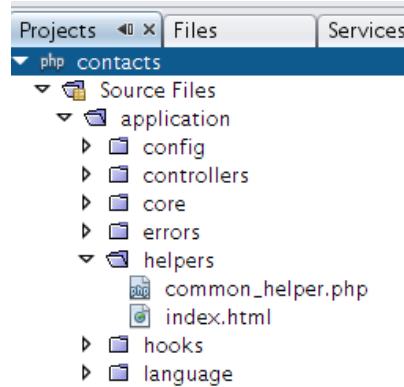 Projects Files Services
php contacts
Source Files
application
config
controllers
core
errors
helpers
php common_helper.php
index.html
hooks
language